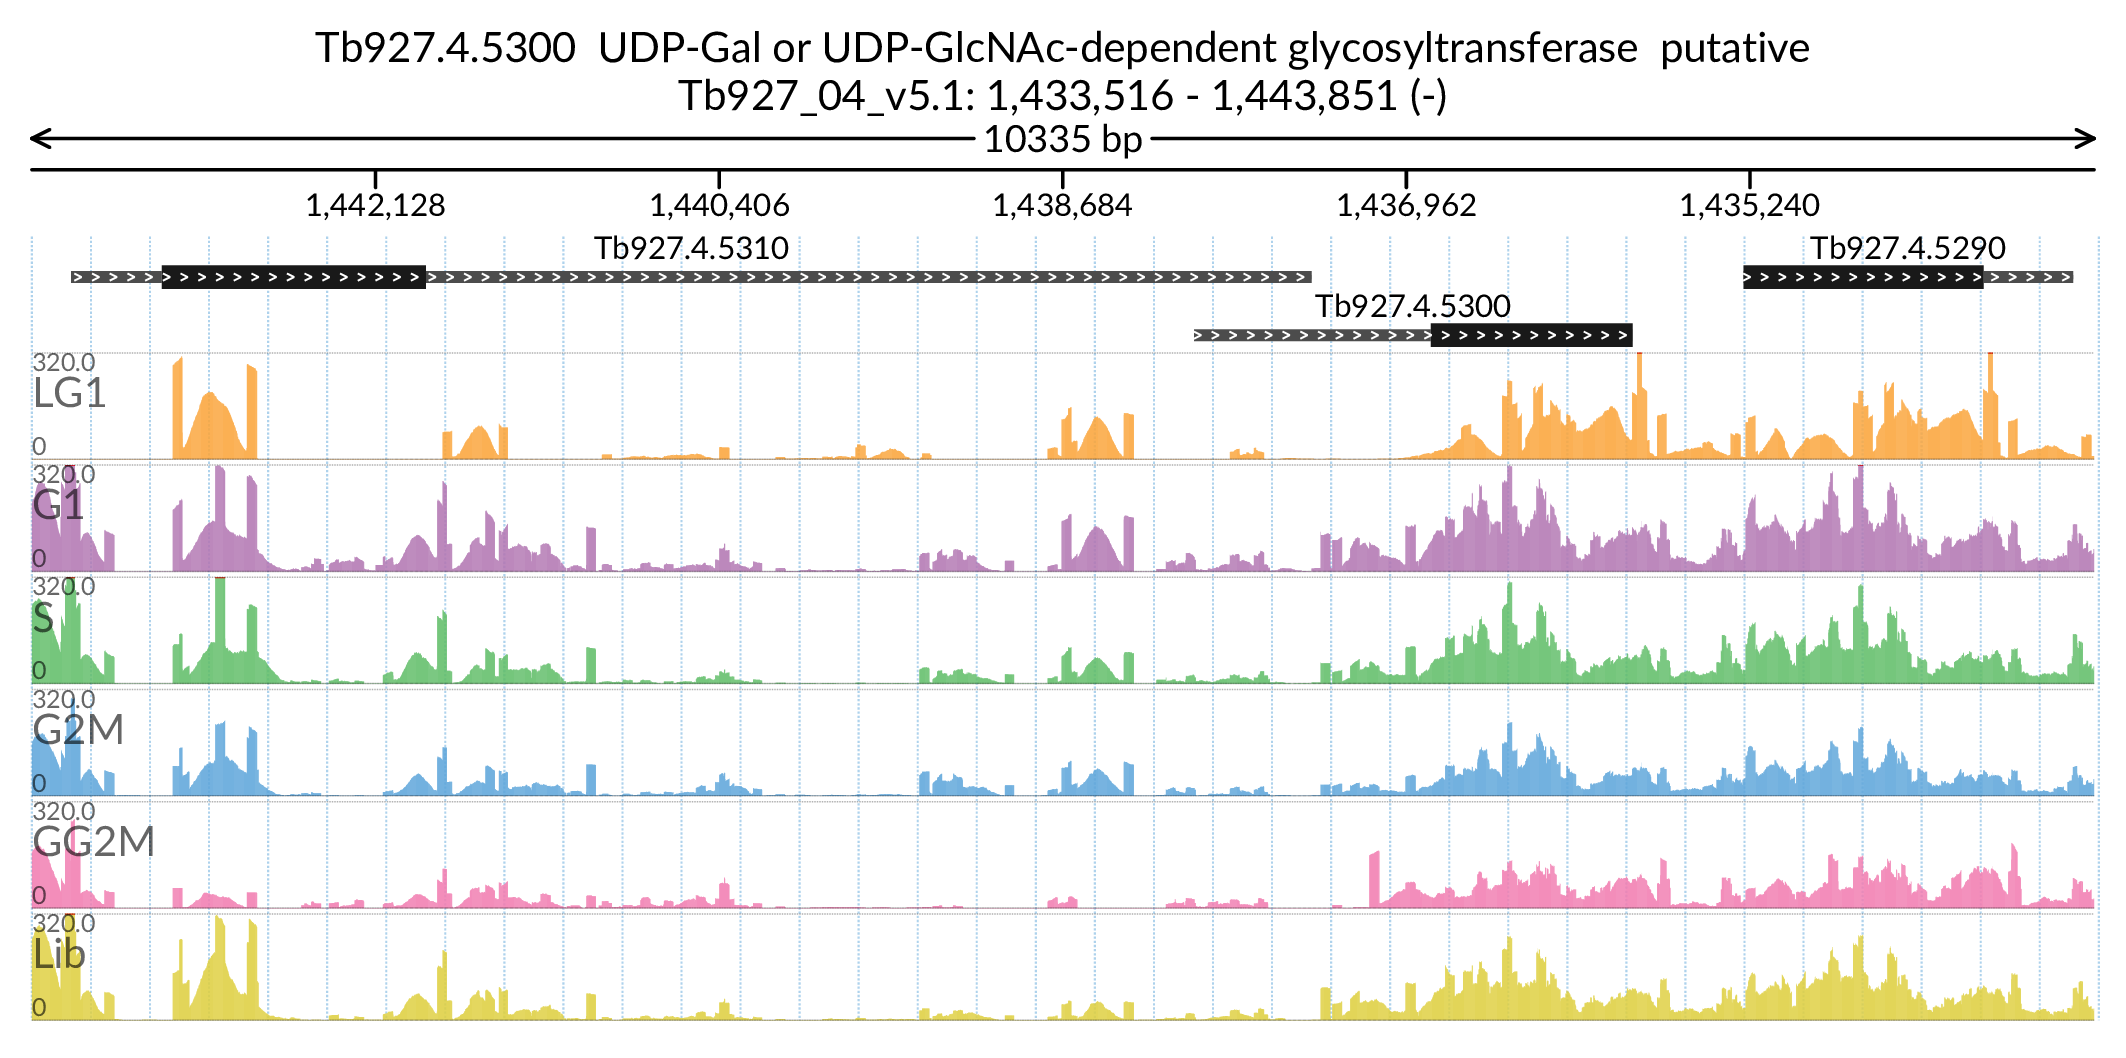 Tb927.4.5300 UDP-Gal or UDP-GlcNAc-dependent glycosyltransferase putative
Tb927_04_v5.1: 1,433,516 - 1,443,851 (-)
10335 bp
1,442,128 1,440,406 1,438,684 1,436,962 1,435,240
Tb927.4.5310 Tb927.4.5290
Tb927.4.5300
320.0
LG1
0
320.0
G1
0
320.0
S
0
320.0
G2M
0
320.0
GG2M
0
320.0
Lib
0